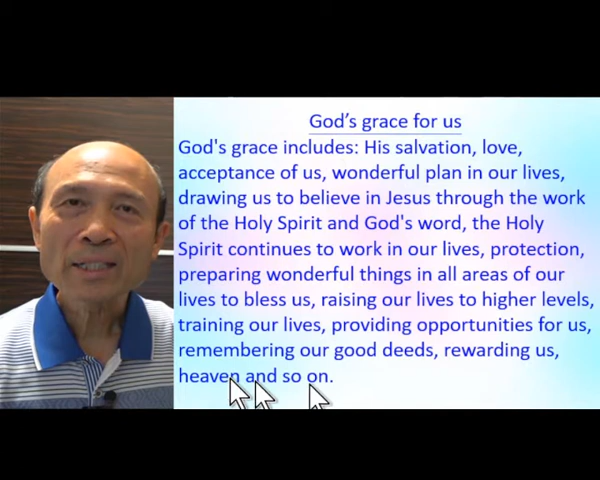 God’s grace for us
God's grace includes: His salvation, love,
acceptance of us, wonderful plan in our lives,
drawing us to believe in Jesus through the work
of the Holy Spirit and God's word, the Holy
Spirit continues to work in our lives, protection,
preparing wonderful things in all areas of our
lives to bless us, raising our lives to higher levels,
training our lives, providing opportunities for us,
remembering our good deeds, rewarding us,
heaven and so on.